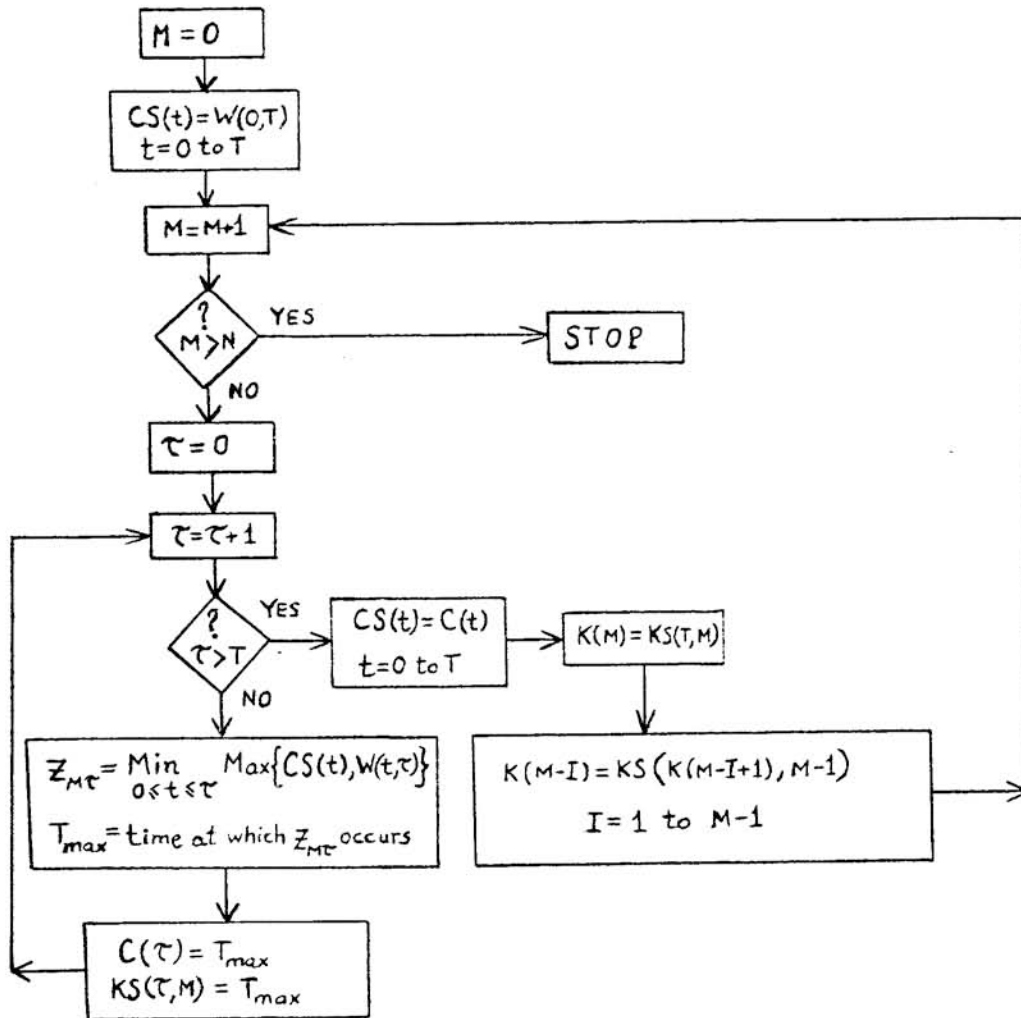 M = 0
CS(t)=W(0,T)
t=0 to T
M=M+1
?
M>N
YES
STOP
NO
τ=0
τ=τ+1
?
τ>T
YES
CS(t)=C(t)
t=0 to T
K(M)=KS(T,M)
NO
Z_Mτ = Min Max{CS(t),W(t,τ)}
0≤t≤τ
T_max = time at which Z_Mτ occurs
K(M-I)=KS(K(M-I+1), M-1)
I=1 to M-1
C(τ)=T_max
KS(τ,M)=T_max